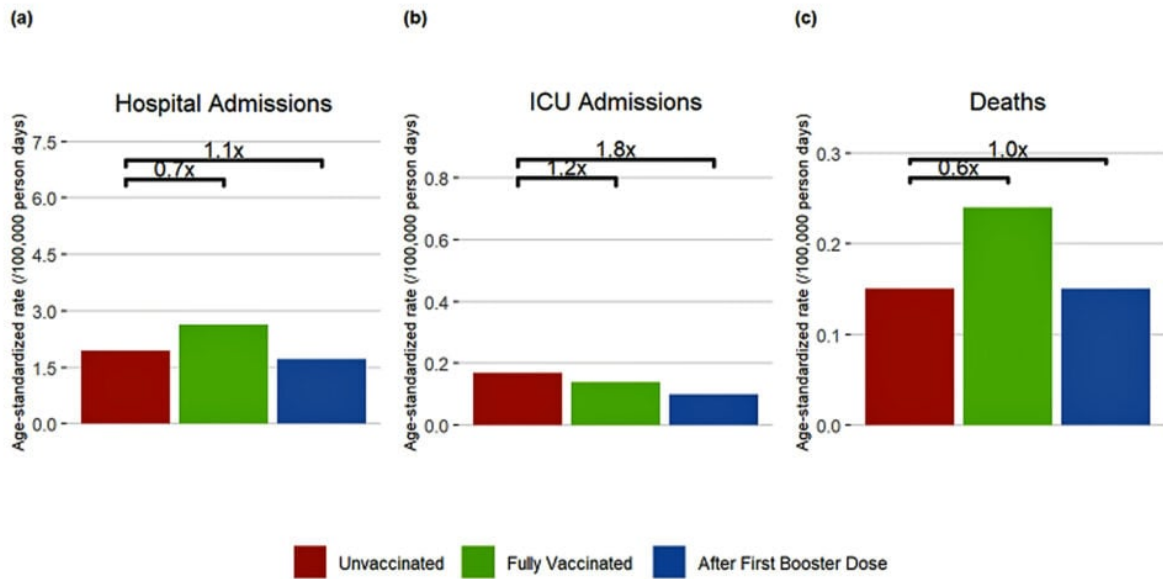 (a)
(b)
(c)
Hospital Admissions
ICU Admissions
Deaths
Age-standardized rate (/100,000 person days)
7.5
6.0
4.5
3.0
1.5
0.0
1.1x
0.7x
Age-standardized rate (/100,000 person days)
0.8
0.6
0.4
0.2
0.0
1.8x
1.2x
Age-standardized rate (/100,000 person days)
0.3
0.2
0.1
0.0
1.0x
0.6x
Unvaccinated
Fully Vaccinated
After First Booster Dose